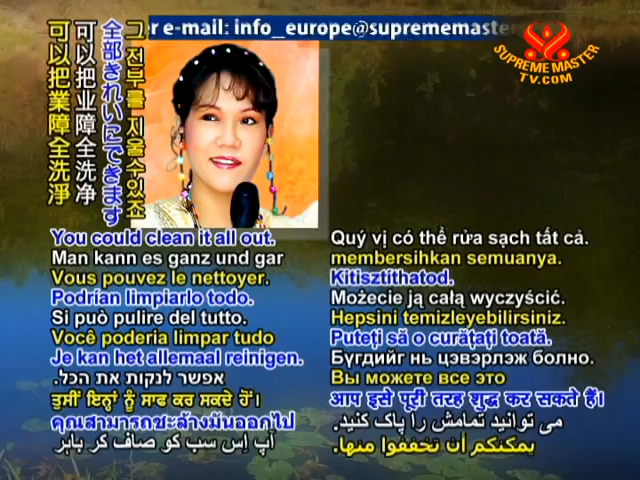 er e-mail: info_europe@suprememaste
SUPREME MASTER
TV.COM
可以把業障全洗淨
可以把业障全洗净
全部きれいにできます
그 전부를 지울수있죠
You could clean it all out.
Man kann es ganz und gar
Vous pouvez le nettoyer.
Podrían limpiarlo todo.
Si può pulire del tutto.
Você poderia limpar tudo
Je kan het allemaal reinigen.
אפשר לנקות את הכל.
ਤੁਸੀਂ ਇਨ੍ਹਾਂ ਨੂੰ ਸਾਫ ਕਰ ਸਕਦੇ ਹੋਂ।
คุณสามารถชะล้างมันออกไป
آپ اِس سب کو صاف کر باہر
Quý vị có thể rửa sạch tất cả.
membersihkan semuanya.
Kitisztíthatod.
Możecie ją całą wyczyścić.
Hepsini temizleyebilirsiniz.
Puteți să o curățați toată.
Бүгдийг нь цэвэрлэж болно.
Вы можете все это
आप इसे पूरी तरह शुद्ध कर सकते हैं।
می توانید تمامش را پاک کنید.
يمكنكم أن تخففوا منها.